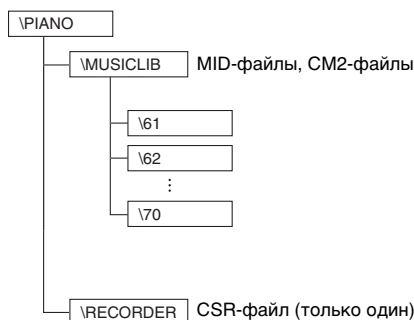 \PIANO
\MUSICLIB MID-файлы, CM2-файлы
\61
\62
⋮
\70
\RECORDER CSR-файл (только один)